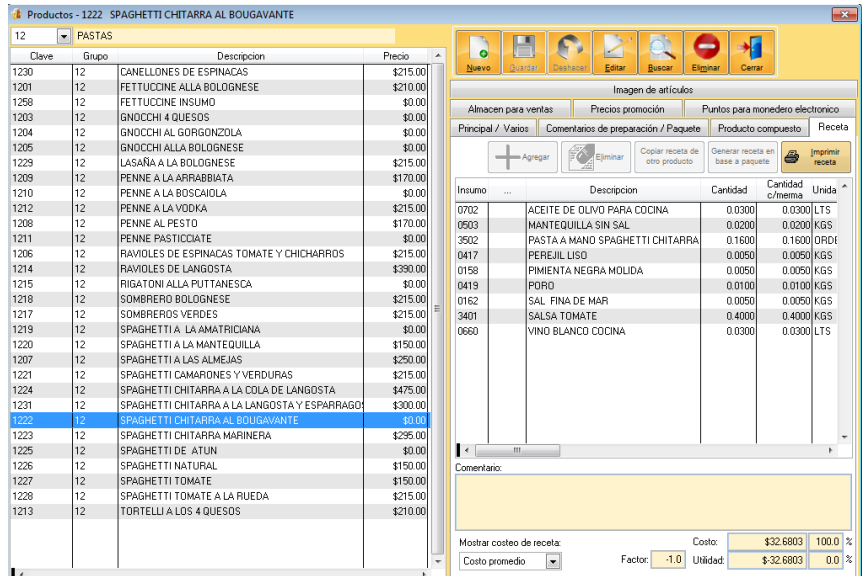 Productos - 1222 SPAGHETTI CHITARRA AL BOUGAVANTE
12 PASTAS
Clave Grupo Descripcion Precio
1230 12 CANELLONES DE ESPINACAS $215.00
1201 12 FETTUCCINE ALLA BOLOGNESE $210.00
1258 12 FETTUCCINE INSUMO $0.00
1203 12 GNOCCHI 4 QUESOS $0.00
1204 12 GNOCCHI AL GORGONZOLA $0.00
1205 12 GNOCCHI ALLA BOLOGNESE $0.00
1229 12 LASAÑA A LA BOLOGNESE $215.00
1209 12 PENNE A LA ARRABBIATA $170.00
1210 12 PENNE A LA BOSCAIOLA $0.00
1212 12 PENNE A LA VODKA $215.00
1208 12 PENNE AL PESTO $170.00
1211 12 PENNE PASTICCIATE $0.00
1206 12 RAVIOLES DE ESPINACAS TOMATE Y CHICHARROS $215.00
1214 12 RAVIOLES DE LANGOSTA $390.00
1215 12 RIGATONI ALLA PUTTANESCA $0.00
1218 12 SOMBRERO BOLOGNESE $215.00
1217 12 SOMBREROS VERDES $215.00
1219 12 SPAGHETTI A LA AMATRICIANA $0.00
1220 12 SPAGHETTI A LA MANTEQUILLA $150.00
1207 12 SPAGHETTI A LAS ALMEJAS $250.00
1221 12 SPAGHETTI CAMARONES Y VERDURAS $215.00
1224 12 SPAGHETTI CHITARRA A LA COLA DE LANGOSTA $475.00
1231 12 SPAGHETTI CHITARRA A LA LANGOSTA Y ESPARRAGOS $300.00
1222 12 SPAGHETTI CHITARRA AL BOUGAVANTE $0.00
1223 12 SPAGHETTI CHITARRA MARINERA $295.00
1225 12 SPAGHETTI DE ATUN $0.00
1226 12 SPAGHETTI NATURAL $150.00
1227 12 SPAGHETTI TOMATE $150.00
1228 12 SPAGHETTI TOMATE A LA RUEDA $215.00
1213 12 TORTELLI A LOS 4 QUESOS $210.00
Nuevo Guardar Deshacer Editar Buscar Eliminar Cerrar
Imagen de artículos
Almacen para ventas Precios promoción Puntos para monedero electronico
Principal / Varios Comentarios de preparación / Paquete Producto compuesto Receta
Agregar Eliminar Copiar receta de otro producto Generar receta en base a paquete Imprimir receta
Insumo ... Descripcion Cantidad Cantidad c/merma Unida
0702 ACEITE DE OLIVO PARA COCINA 0.0300 0.0300 LTS
0503 MANTEQUILLA SIN SAL 0.0200 0.0200 KGS
3502 PASTA A MANO SPAGHETTI CHITARRA 0.1600 0.1600 ORDE
0417 PEREJIL LISO 0.0050 0.0050 KGS
0158 PIMIENTA NEGRA MOLIDA 0.0050 0.0050 KGS
0419 PORO 0.0100 0.0100 KGS
0162 SAL FINA DE MAR 0.0050 0.0050 KGS
3401 SALSA TOMATE 0.4000 0.4000 KGS
0660 VINO BLANCO COCINA 0.0300 0.0300 LTS
Comentario:
Mostrar costeo de receta: Costo: $32.6803 100.0 %
Costo promedio Factor: -1.0 Utilidad: $-32.6803 0.0 %